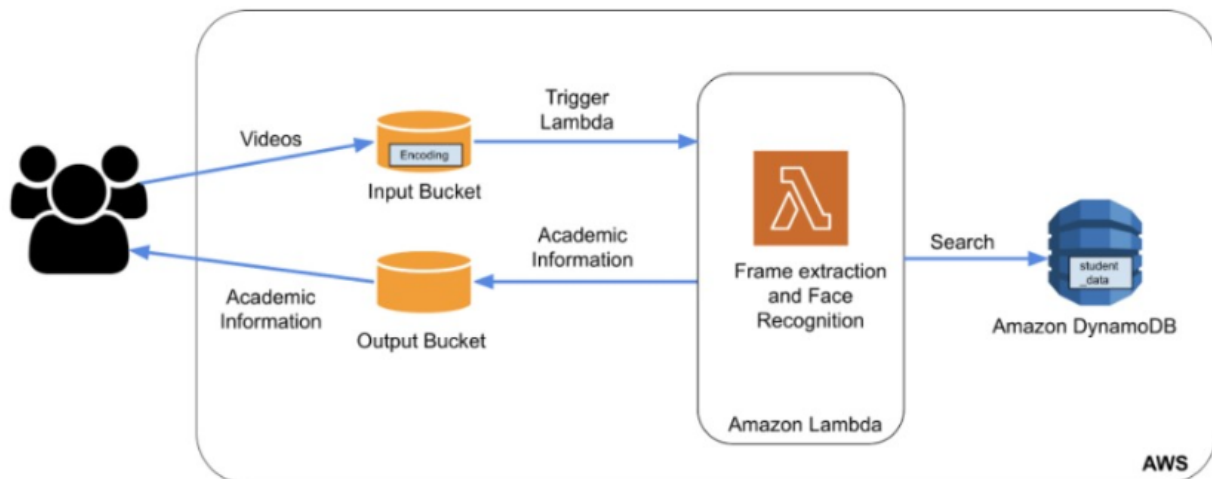 Videos
Encoding
Input Bucket
Trigger
Lambda
Academic
Information
Output Bucket
Academic
Information
Frame extraction
and Face
Recognition
Amazon Lambda
Search
student
_data
Amazon DynamoDB
AWS